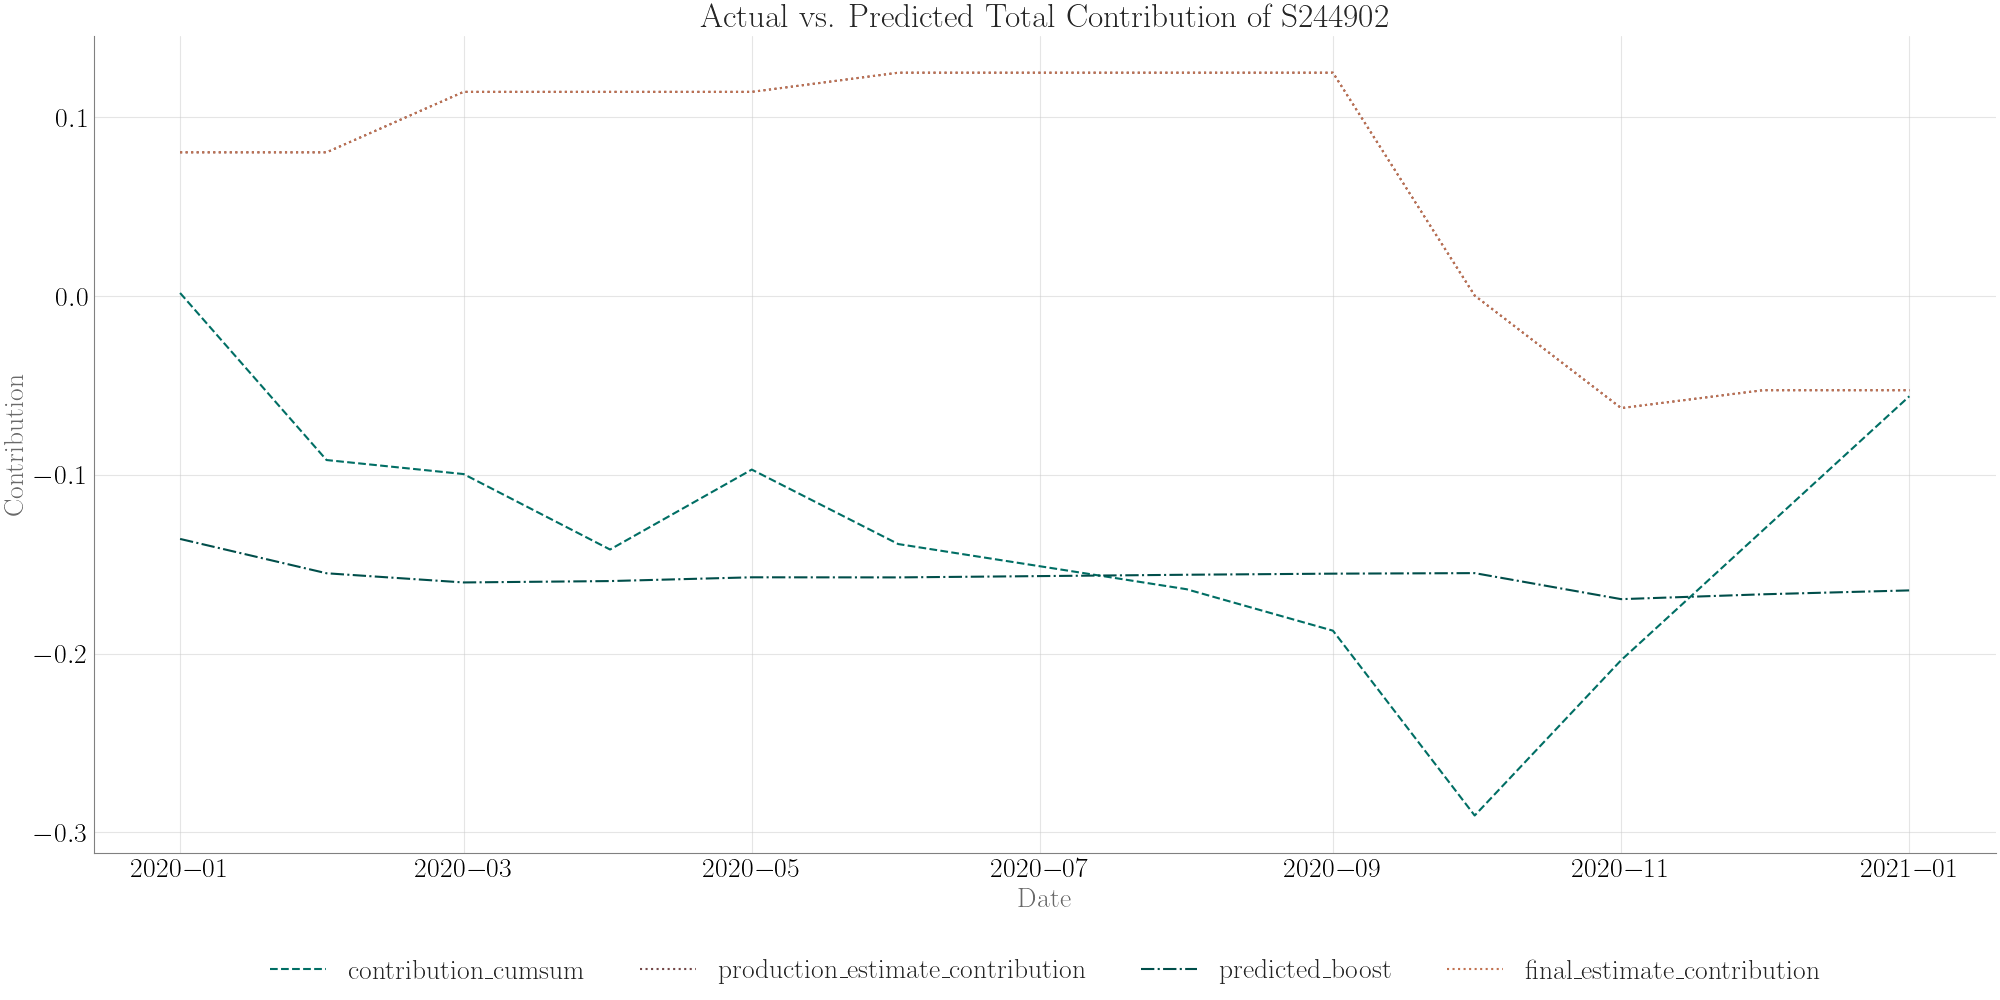 Actual vs. Predicted Total Contribution of S244902
0.1
0.0
−0.1
−0.2
−0.3
Contribution
2020−01 2020−03 2020−05 2020−07 2020−09 2020−11 2021−01
Date
contribution_cumsum production_estimate_contribution predicted_boost final_estimate_contribution